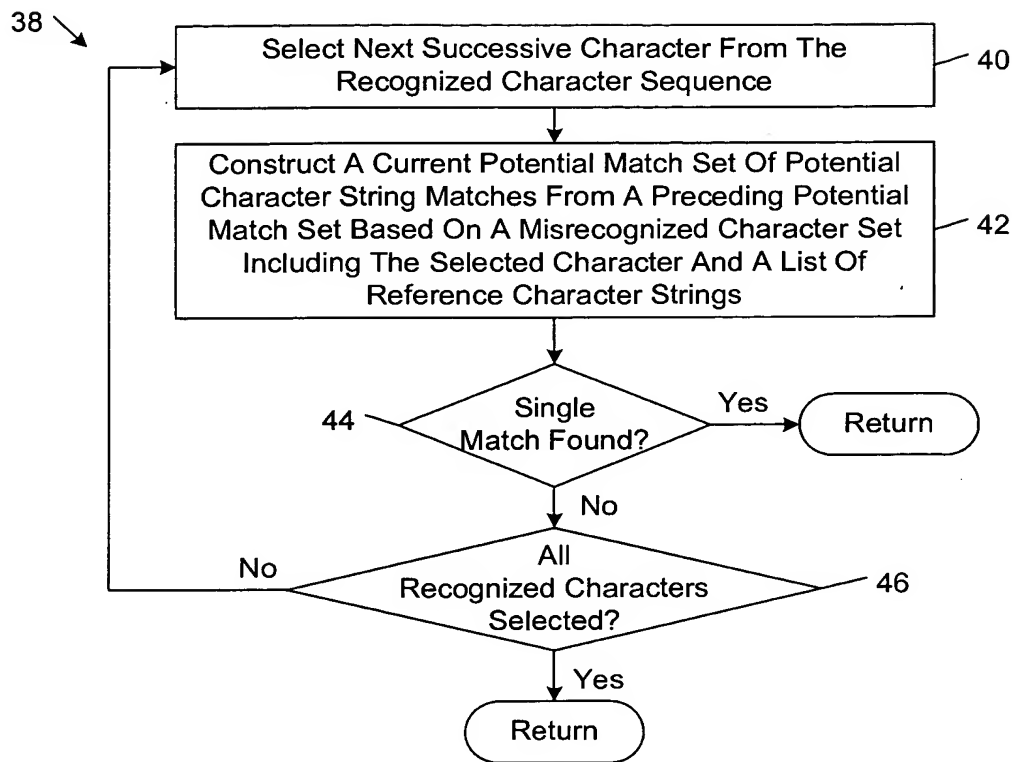 38
Select Next Successive Character From The
Recognized Character Sequence
40
Construct A Current Potential Match Set Of Potential
Character String Matches From A Preceding Potential
Match Set Based On A Misrecognized Character Set
Including The Selected Character And A List Of
Reference Character Strings
42
44
Single
Match Found?
Yes
Return
No
All
Recognized Characters
Selected?
No
46
Yes
Return